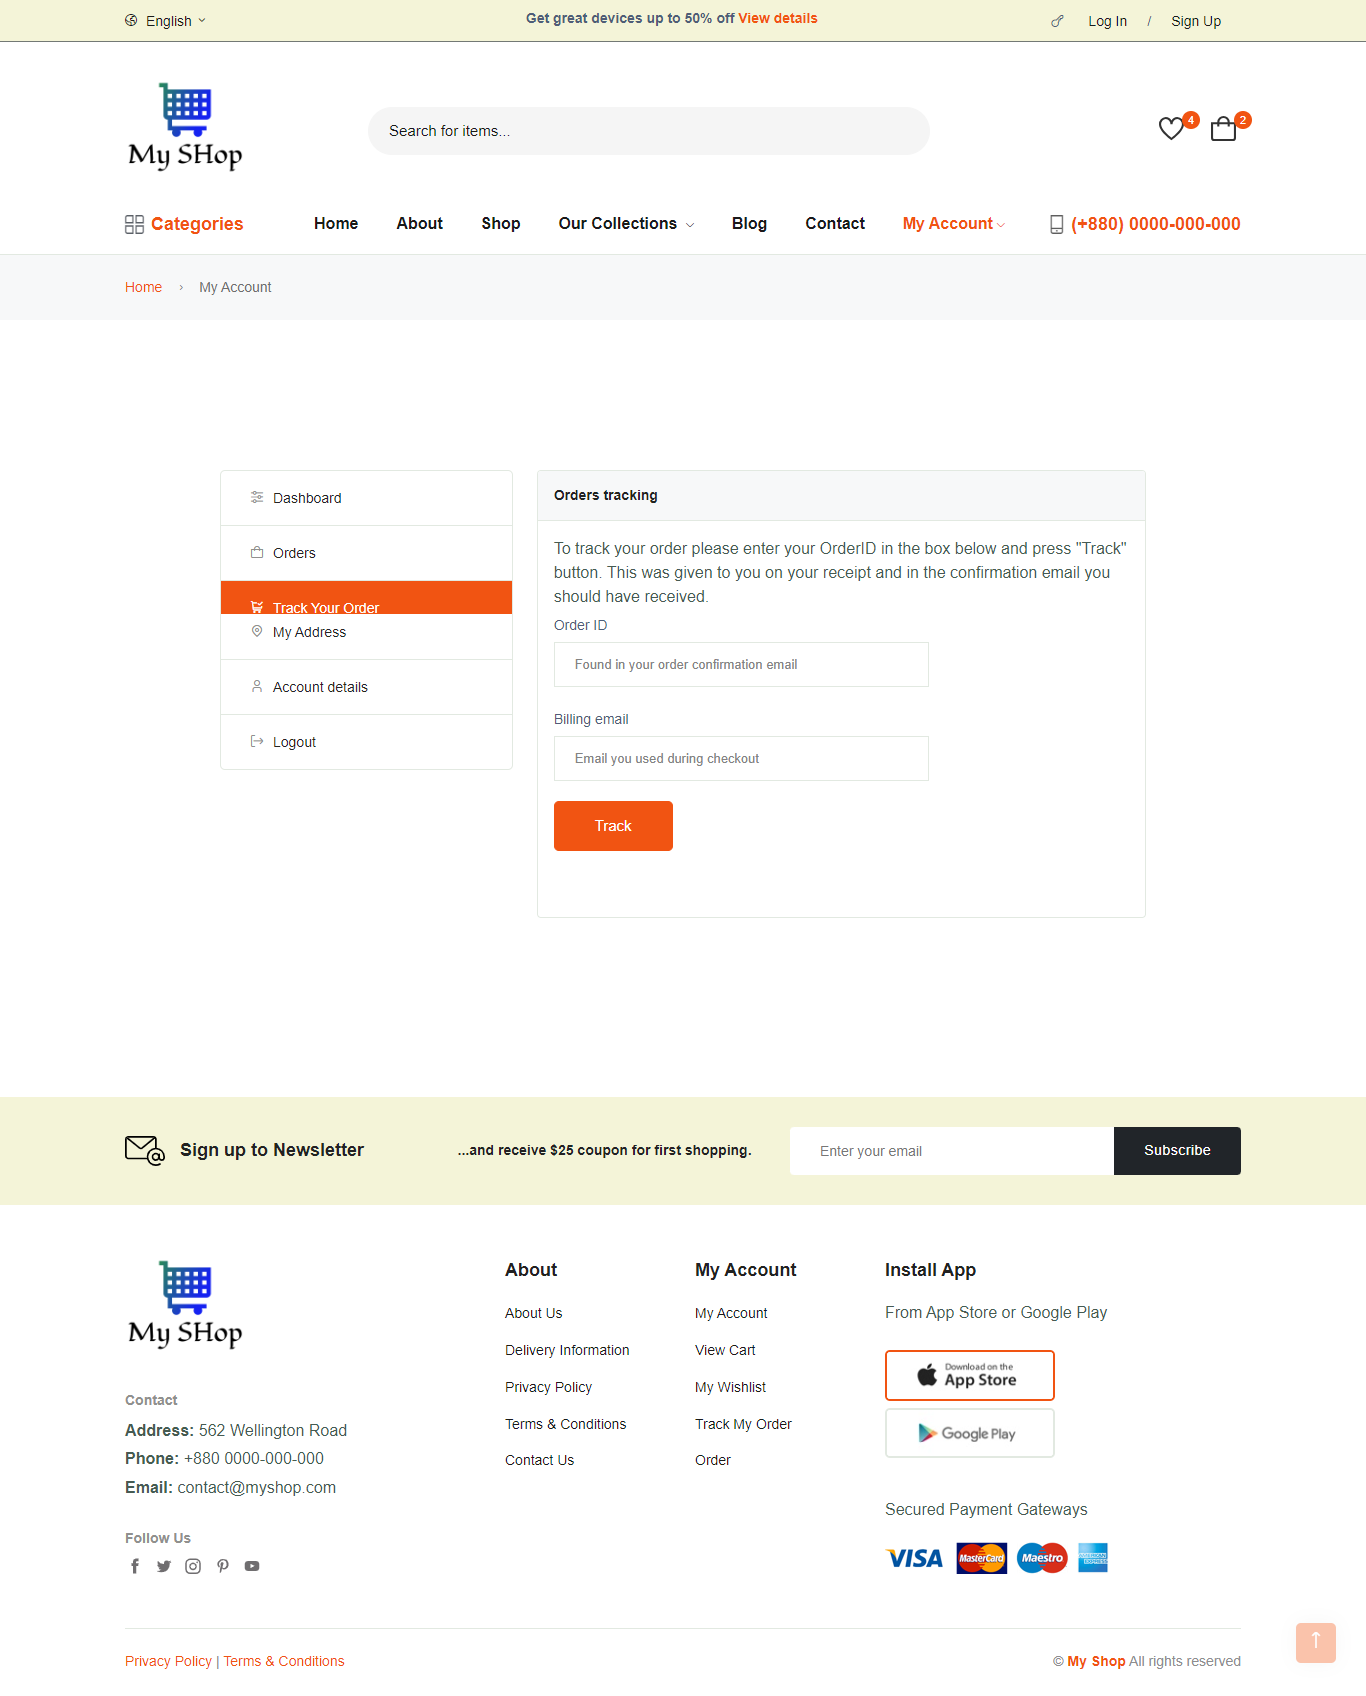 English
Get great devices up to 50% off View details
Log In / Sign Up
My SHop
Search for items...
4
2
Categories
Home
About
Shop
Our Collections
Blog
Contact
My Account
(+880) 0000-000-000
Home › My Account
Dashboard
Orders
Track Your Order
My Address
Account details
Logout
Orders tracking
To track your order please enter your OrderID in the box below and press "Track"
button. This was given to you on your receipt and in the confirmation email you
should have received.
Order ID
Found in your order confirmation email
Billing email
Email you used during checkout
Track
Sign up to Newsletter
...and receive $25 coupon for first shopping.
Enter your email
Subscribe
My SHop
Contact
Address: 562 Wellington Road
Phone: +880 0000-000-000
Email: contact@myshop.com
Follow Us
About
About Us
Delivery Information
Privacy Policy
Terms & Conditions
Contact Us
My Account
My Account
View Cart
My Wishlist
Track My Order
Order
Install App
From App Store or Google Play
Download on the
App Store
Google Play
Secured Payment Gateways
VISA
MasterCard
Maestro
AMERICAN EXPRESS
Privacy Policy | Terms & Conditions
© My Shop All rights reserved